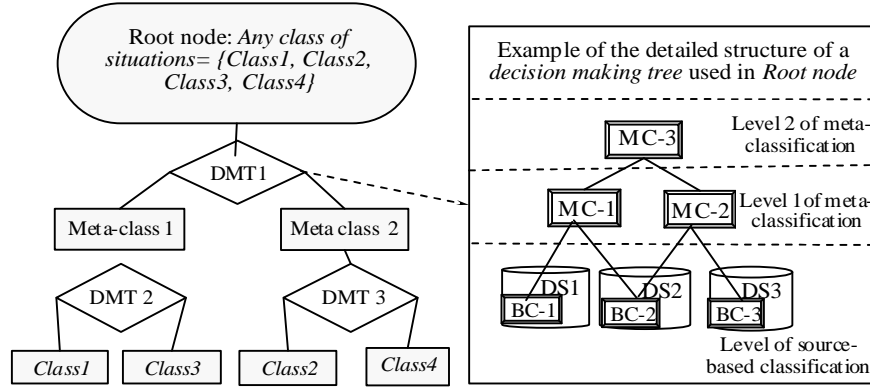 Root node: Any class of
situations= {Class1, Class2,
Class3, Class4}
DMT1
Meta-class 1
Meta class 2
DMT 2
DMT 3
Class1
Class3
Class2
Class4
Example of the detailed structure of a
decision making tree used in Root node
Level 2 of meta-
classification
MC-3
Level 1 of meta-
classification
MC-1
MC-2
DS1
DS2
DS3
BC-1
BC-2
BC-3
Level of source-
based classification